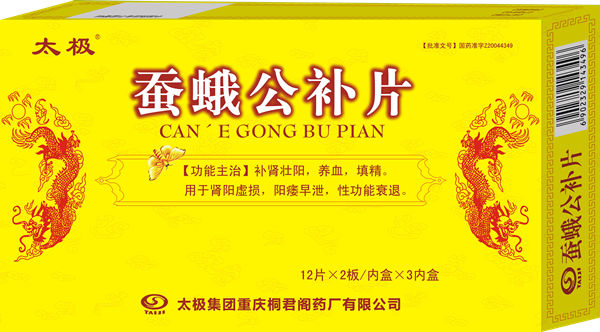 太极®
【批准文号】国药准字Z20044349
蚕蛾公补片
CAN´E GONG BU PIAN
【功能主治】补肾壮阳，养血，填精。
用于肾阳虚损，阳痿早泄，性功能衰退。
12片×2板/内盒×3内盒
TAIJI
太极集团重庆桐君阁药厂有限公司
6902329143496
蚕蛾公补片
TAIJI